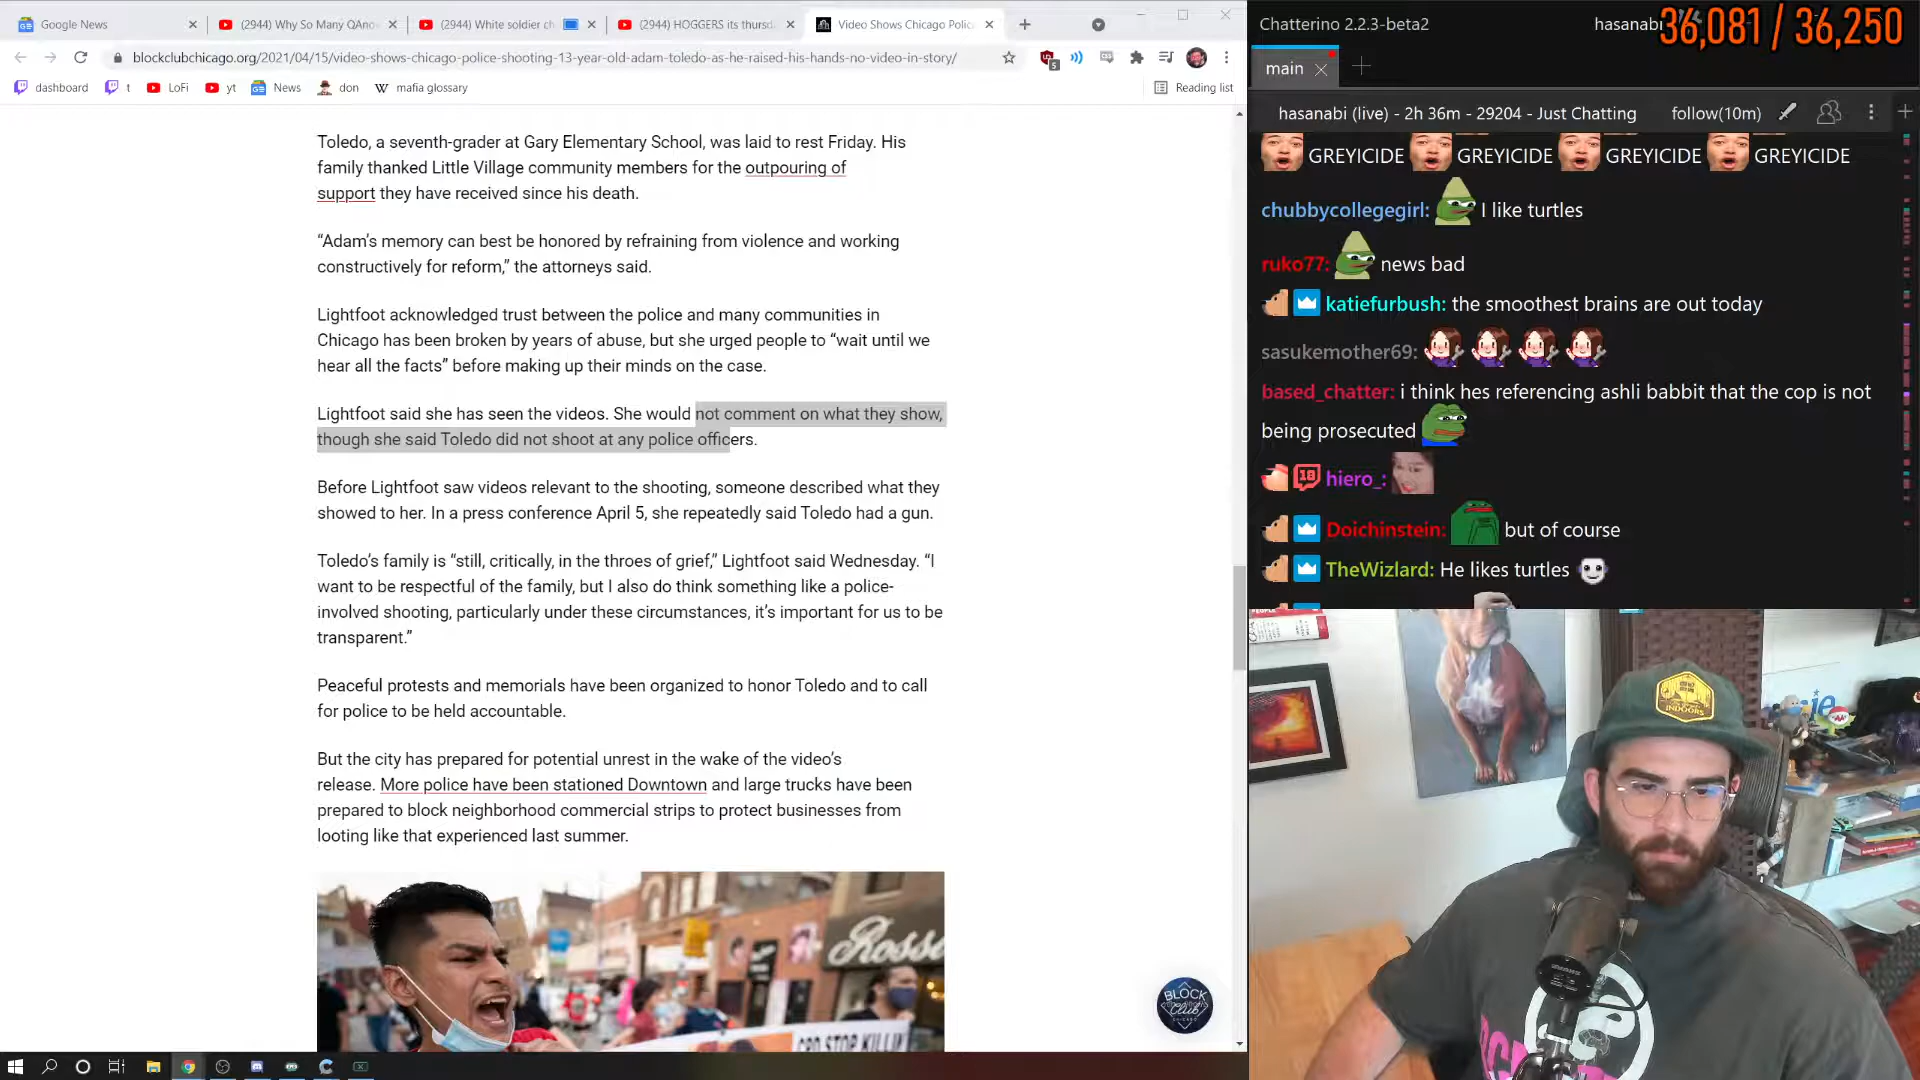 Google News
(2944) Why So Many QAno
(2944) White soldier ch
(2944) HOGGERS its thursd
Video Shows Chicago Polic
blockclubchicago.org/2021/04/15/video-shows-chicago-police-shooting-13-year-old-adam-toledo-as-he-raised-his-hands-no-video-in-story/
5
dashboard
t
LoFi
yt
News
don
W mafia glossary
Reading list
Toledo, a seventh-grader at Gary Elementary School, was laid to rest Friday. His
family thanked Little Village community members for the outpouring of
support they have received since his death.
“Adam’s memory can best be honored by refraining from violence and working
constructively for reform,” the attorneys said.
Lightfoot acknowledged trust between the police and many communities in
Chicago has been broken by years of abuse, but she urged people to “wait until we
hear all the facts” before making up their minds on the case.
Lightfoot said she has seen the videos. She would not comment on what they show,
though she said Toledo did not shoot at any police officers.
Before Lightfoot saw videos relevant to the shooting, someone described what they
showed to her. In a press conference April 5, she repeatedly said Toledo had a gun.
Toledo’s family is “still, critically, in the throes of grief,” Lightfoot said Wednesday. “I
want to be respectful of the family, but I also do think something like a police-
involved shooting, particularly under these circumstances, it’s important for us to be
transparent.”
Peaceful protests and memorials have been organized to honor Toledo and to call
for police to be held accountable.
But the city has prepared for potential unrest in the wake of the video’s
release. More police have been stationed Downtown and large trucks have been
prepared to block neighborhood commercial strips to protect businesses from
looting like that experienced last summer.
Ross
CPD STOP KILLIN
BLOCK
Club
CHICAGO
Chatterino 2.2.3-beta2
hasanabi
36,081 / 36,250
main
hasanabi (live) - 2h 36m - 29204 - Just Chatting
follow(10m)
GREYICIDE GREYICIDE GREYICIDE GREYICIDE
chubbycollegegirl: I like turtles
ruko77: news bad
katiefurbush: the smoothest brains are out today
sasukemother69:
based_chatter: i think hes referencing ashli babbit that the cop is not
being prosecuted
18 hiero_:
Doichinstein: but of course
TheWizlard: He likes turtles
INDOORS